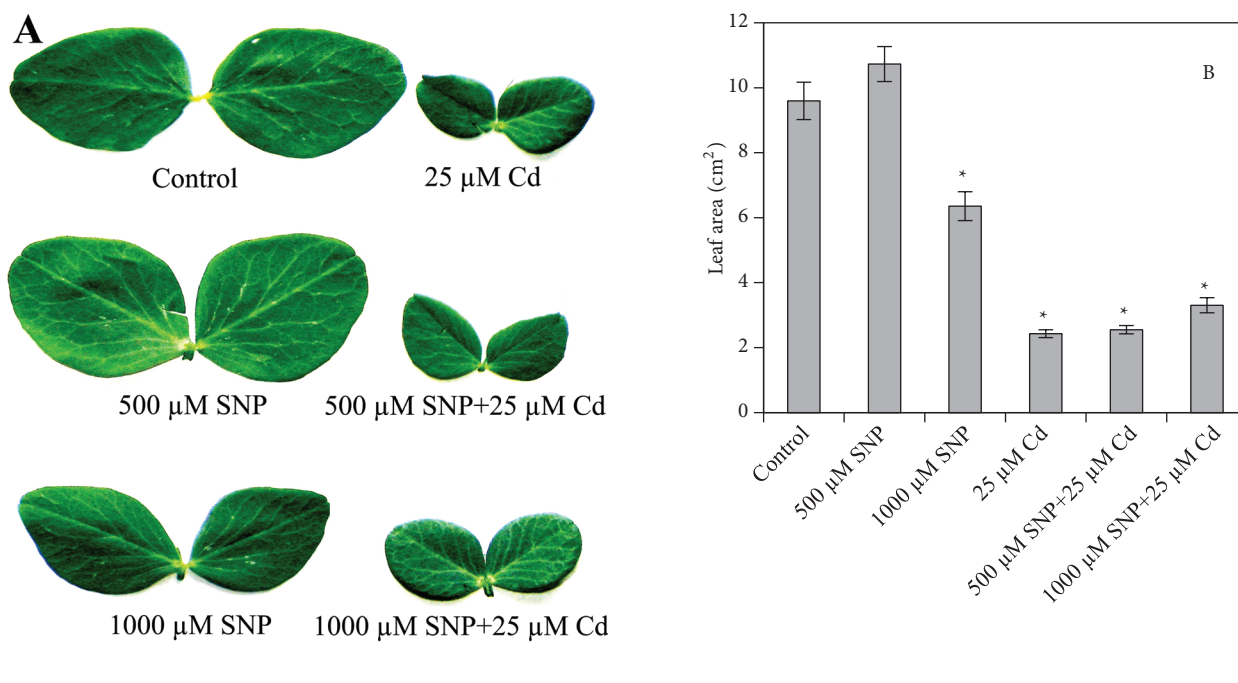 A
Control
25 µM Cd
500 µM SNP
500 µM SNP+25 µM Cd
1000 µM SNP
1000 µM SNP+25 µM Cd
B
Leaf area (cm²)
12
10
8
6
4
2
0
*
*
*
*
Control
500 µM SNP
1000 µM SNP
25 µM Cd
500 µM SNP+25 µM Cd
1000 µM SNP+25 µM Cd